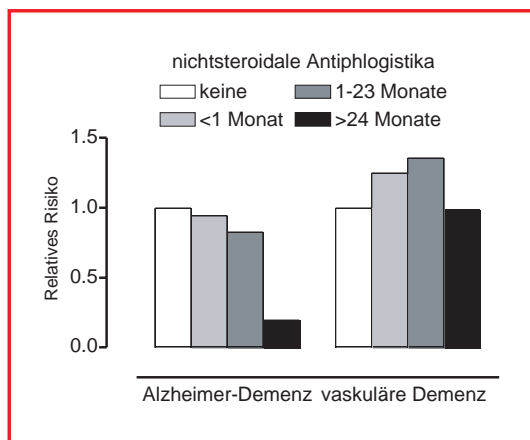 nichtsteroidale Antiphlogistika
keine
1-23 Monate
<1 Monat
>24 Monate
Relatives Risiko
1.5
1.0
0.5
0.0
Alzheimer-Demenz
vaskuläre Demenz